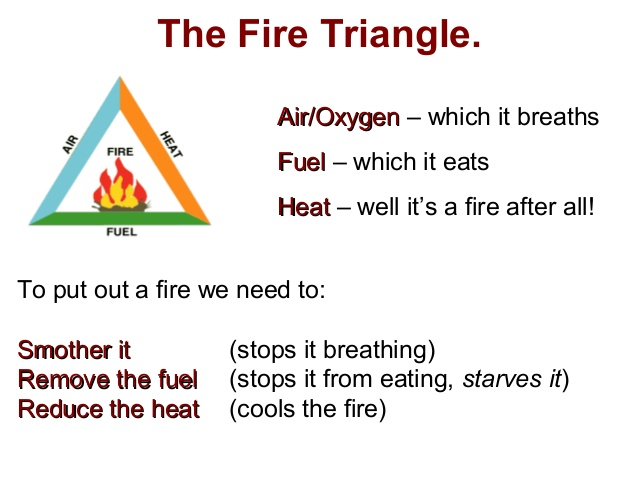 The Fire Triangle.
AIR
HEAT
FIRE
FUEL
Air/Oxygen – which it breaths
Fuel – which it eats
Heat – well it's a fire after all!
To put out a fire we need to:
Smother it (stops it breathing)
Remove the fuel (stops it from eating, starves it)
Reduce the heat (cools the fire)